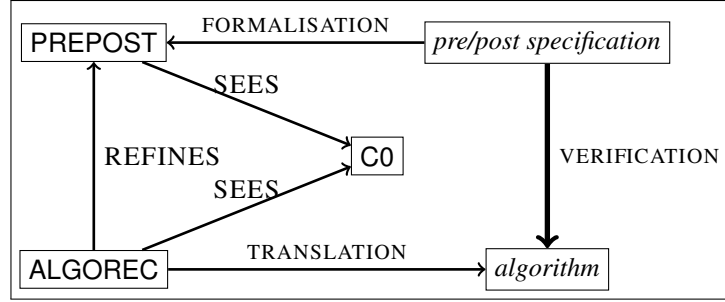 FORMALISATION
PREPOST
pre/post specification
SEES
REFINES
C0
VERIFICATION
SEES
TRANSLATION
ALGOREC
algorithm